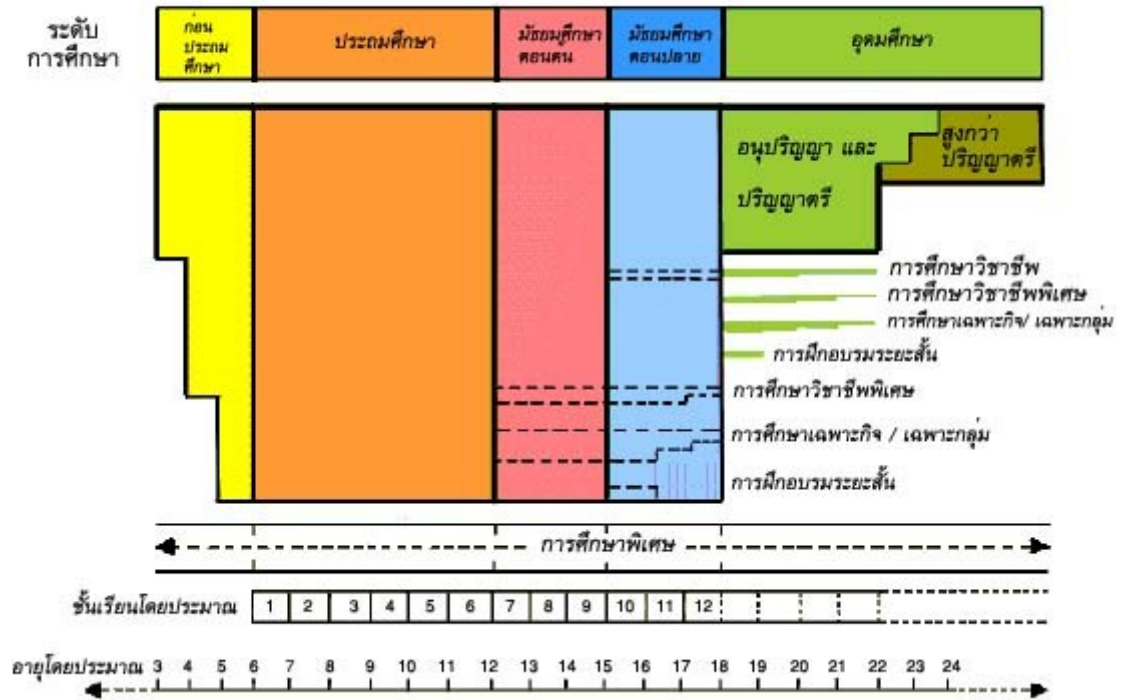 ระดับ
การศึกษา
ก่อน
ประถม
ศึกษา
ประถมศึกษา
มัธยมศึกษา
ตอนต้น
มัธยมศึกษา
ตอนปลาย
อุดมศึกษา
อนุปริญญา และ
ปริญญาตรี
สูงกว่า
ปริญญาตรี
การศึกษาวิชาชีพ
การศึกษาวิชาชีพพิเศษ
การศึกษาเฉพาะกิจ/ เฉพาะกลุ่ม
การฝึกอบรมระยะสั้น
การศึกษาวิชาชีพพิเศษ
การศึกษาเฉพาะกิจ / เฉพาะกลุ่ม
การฝึกอบรมระยะสั้น
การศึกษาพิเศษ
ชั้นเรียนโดยประมาณ 1 2 3 4 5 6 7 8 9 10 11 12
อายุโดยประมาณ 3 4 5 6 7 8 9 10 11 12 13 14 15 16 17 18 19 20 21 22 23 24